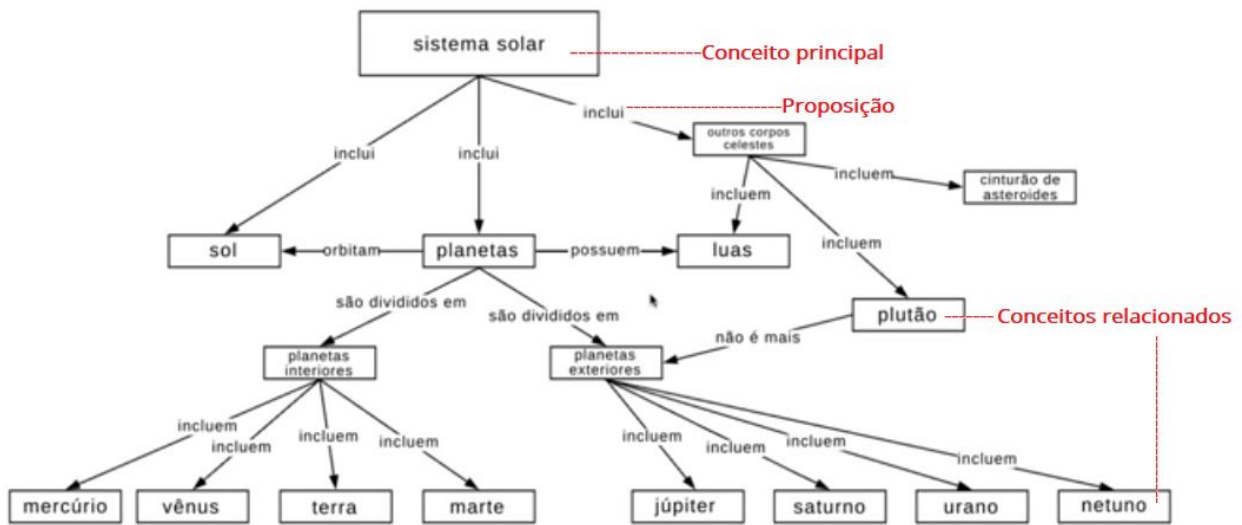 sistema solar
Conceito principal
Proposição
inclui
outros corpos
celestes
inclui
inclui
incluem
cinturão de
asteroides
incluem
incluem
sol
orbitam
planetas
possuem
luas
são divididos em
são divididos em
plutão
Conceitos relacionados
não é mais
planetas
interiores
planetas
exteriores
incluem
incluem
incluem
incluem
incluem
incluem
incluem
incluem
mercúrio
vênus
terra
marte
júpiter
saturno
urano
netuno